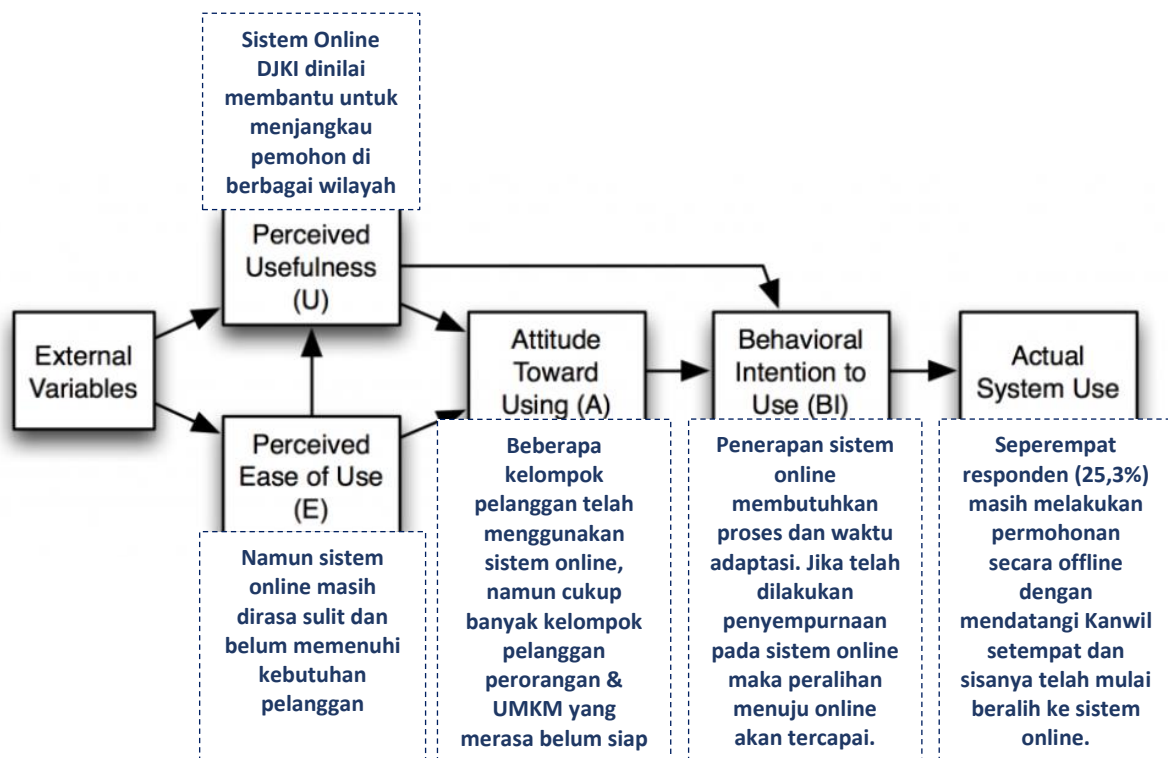 Sistem Online
DJKI dinilai
membantu untuk
menjangkau
pemohon di
berbagai wilayah
Perceived
Usefulness
(U)
External
Variables
Attitude
Toward
Using (A)
Behavioral
Intention to
Use (BI)
Actual
System Use
Perceived
Ease of Use
(E)
Namun sistem
online masih
dirasa sulit dan
belum memenuhi
kebutuhan
pelanggan
Beberapa
kelompok
pelanggan telah
menggunakan
sistem online,
namun cukup
banyak kelompok
pelanggan
perorangan &
UMKM yang
merasa belum siap
Penerapan sistem
online
membutuhkan
proses dan waktu
adaptasi. Jika telah
dilakukan
penyempurnaan
pada sistem online
maka peralihan
menuju online
akan tercapai.
Seperempat
responden (25,3%)
masih melakukan
permohonan
secara offline
dengan
mendatangi Kanwil
setempat dan
sisanya telah mulai
beralih ke sistem
online.